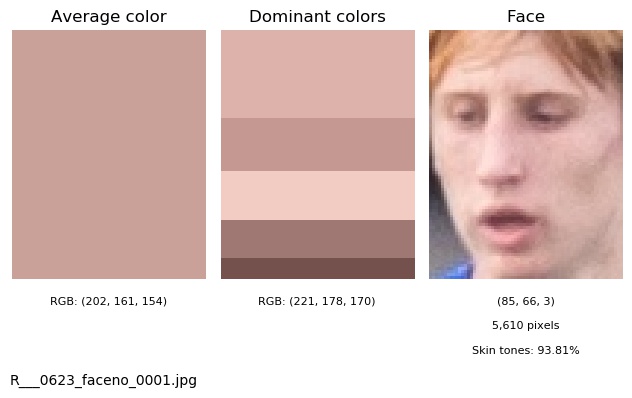 Average color
Dominant colors
Face
RGB: (202, 161, 154)
RGB: (221, 178, 170)
(85, 66, 3)
5,610 pixels
Skin tones: 93.81%
R___0623_faceno_0001.jpg